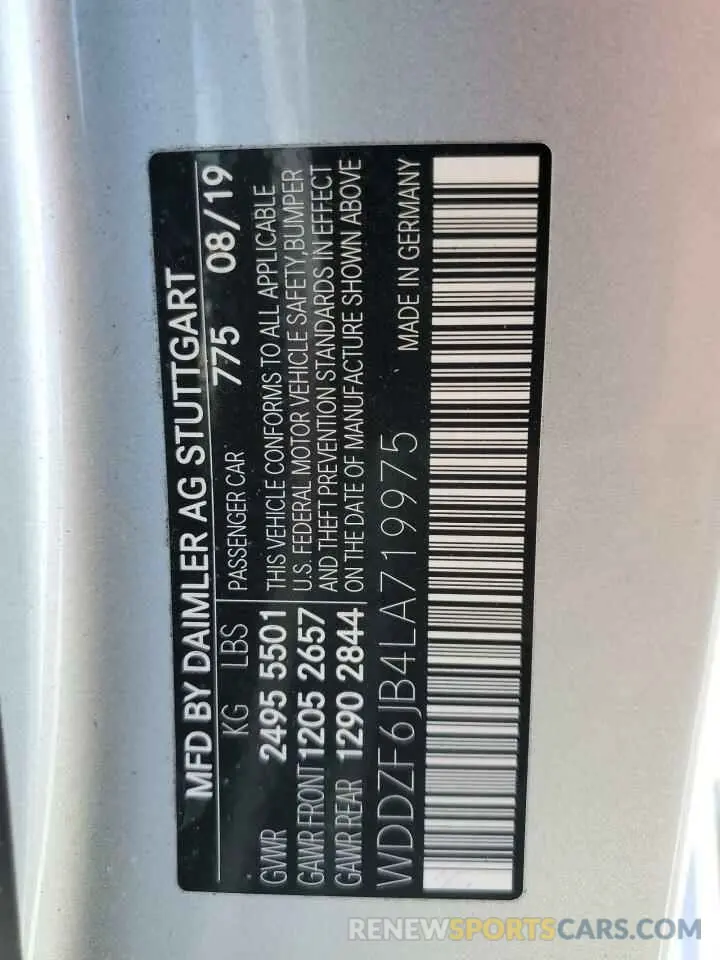 MFD BY DAIMLER AG STUTTGART
775 08/19
KG LBS PASSENGER CAR
GVWR 2495 5501 THIS VEHICLE CONFORMS TO ALL APPLICABLE
GAWR FRONT 1205 2657 U.S. FEDERAL MOTOR VEHICLE SAFETY, BUMPER
AND THEFT PREVENTION STANDARDS IN EFFECT
GAWR REAR 1290 2844 ON THE DATE OF MANUFACTURE SHOWN ABOVE
WDDZF6JB4LA719975 MADE IN GERMANY
RENEWSPORTSCARS.COM